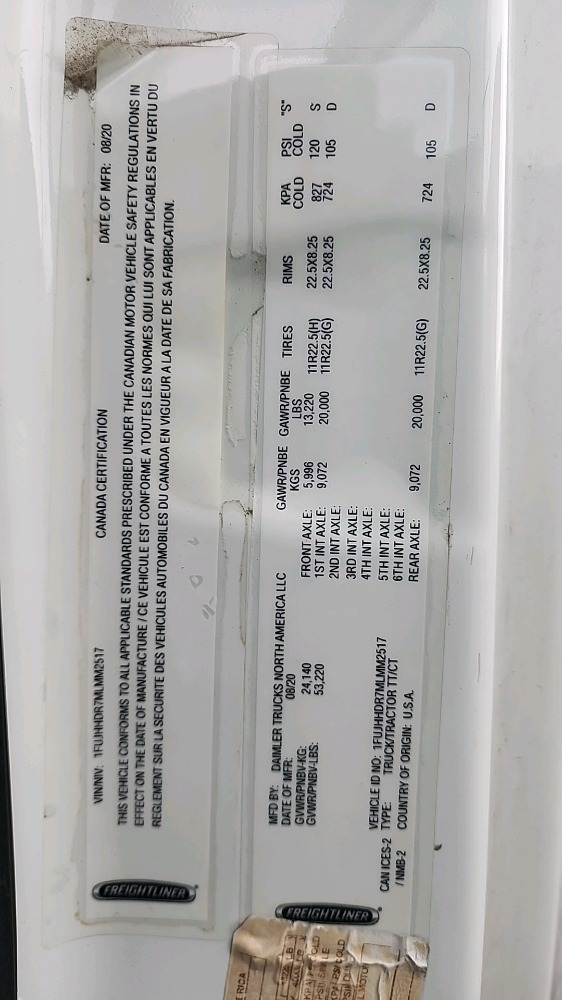 VIN/NIV: 1FUJHHDR7MLMM2517 CANADA CERTIFICATION DATE OF MFR: 08/20
THIS VEHICLE CONFORMS TO ALL APPLICABLE STANDARDS PRESCRIBED UNDER THE CANADIAN MOTOR VEHICLE SAFETY REGULATIONS IN
EFFECT ON THE DATE OF MANUFACTURE / CE VEHICULE EST CONFORME A TOUTES LES NORMES QUI LUI SONT APPLICABLES EN VERTU DU
REGLEMENT SUR LA SECURITE DES VEHICULES AUTOMOBILES DU CANADA EN VIGUEUR A LA DATE DE SA FABRICATION.
FREIGHTLINER
MFD BY: DAIMLER TRUCKS NORTH AMERICA LLC
DATE OF MFR: 08/20
GVWR/PNBV-KG: 24,140
GVWR/PNBV-LBS: 53,220
GAWR/PNBE GAWR/PNBE TIRES RIMS KPA PSI "S"
KGS LBS COLD COLD
FRONT AXLE: 5,996 13,220 11R22.5(H) 22.5X8.25 827 120 S
1ST INT AXLE: 9,072 20,000 11R22.5(G) 22.5X8.25 724 105 D
2ND INT AXLE:
3RD INT AXLE:
4TH INT AXLE:
5TH INT AXLE:
6TH INT AXLE:
REAR AXLE: 9,072 20,000 11R22.5(G) 22.5X8.25 724 105 D
VEHICLE ID NO: 1FUJHHDR7MLMM2517
CAN ICES-2 TYPE: TRUCK/TRACTOR TT/CT
/ NMB-2 COUNTRY OF ORIGIN: U.S.A.
FREIGHTLINER
ERICA